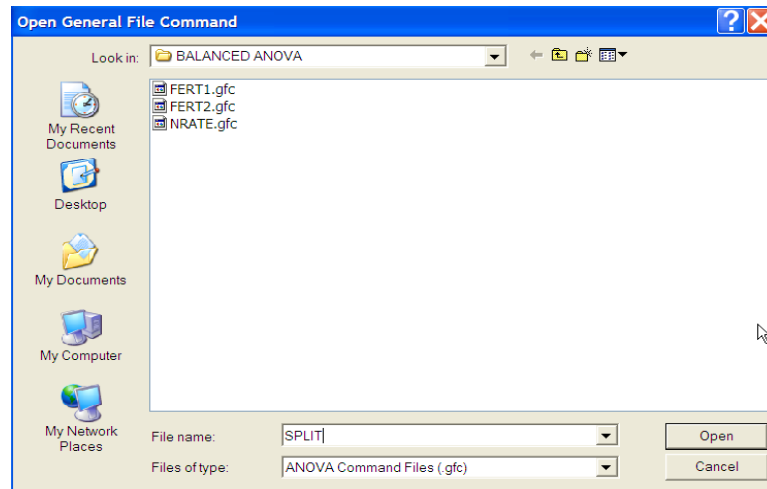 Open General File Command
Look in: BALANCED ANOVA
My Recent
Documents
Desktop
My Documents
My Computer
My Network
Places
FERT1.gfc
FERT2.gfc
NRATE.gfc
File name: SPLIT
Open
Files of type: ANOVA Command Files (.gfc)
Cancel